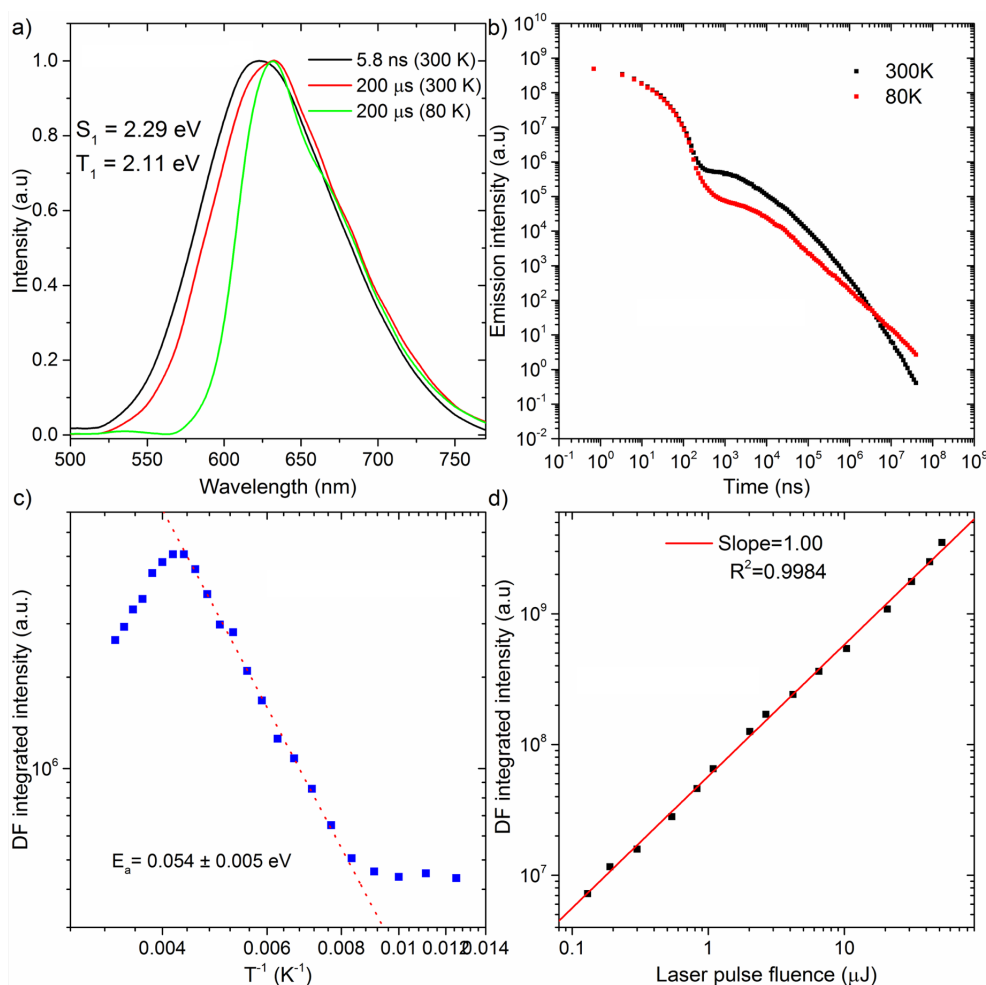 a)
5.8 ns (300 K)
200 μs (300 K)
200 μs (80 K)
S1 = 2.29 eV
T1 = 2.11 eV
1.0
0.8
0.6
0.4
0.2
0.0
Intensity (a.u)
500 550 600 650 700 750
Wavelength (nm)
b)
300K
80K
10^10
10^9
10^8
10^7
10^6
10^5
10^4
10^3
10^2
10^1
10^0
10^-1
10^-2
Emission intensity (a.u)
10^-1 10^0 10^1 10^2 10^3 10^4 10^5 10^6 10^7 10^8 10^9
Time (ns)
c)
10^6
DF integrated intensity (a.u.)
Ea= 0.054 ± 0.005 eV
0.004 0.006 0.008 0.01 0.012 0.014
T^-1 (K^-1)
d)
Slope=1.00
R^2=0.9984
10^9
10^8
10^7
DF integrated intensity (a.u)
0.1 1 10
Laser pulse fluence (μJ)